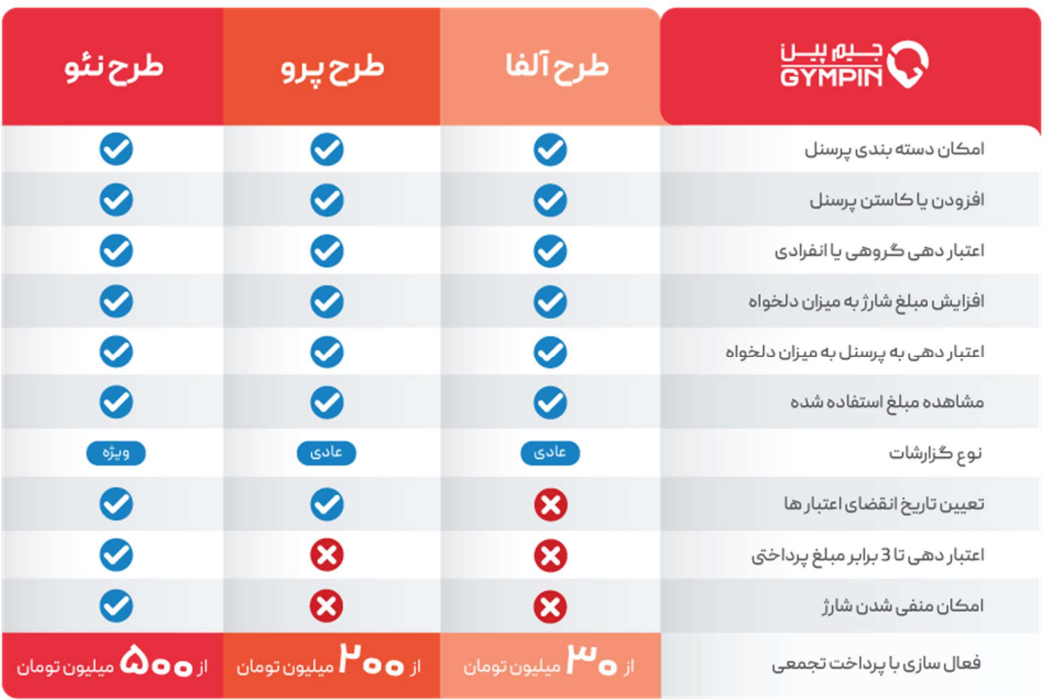 جیم پین
GYMPIN
طرح آلفا
طرح پرو
طرح نئو
امکان دسته بندی پرسنل
افزودن یا کاستن پرسنل
اعتبار دهی گروهی یا انفرادی
افزایش مبلغ شارژ به میزان دلخواه
اعتبار دهی به پرسنل به میزان دلخواه
مشاهده مبلغ استفاده شده
نوع گزارشات
عادی
عادی
ویژه
تعیین تاریخ انقضای اعتبار ها
اعتبار دهی تا 3 برابر مبلغ پرداختی
امکان منفی شدن شارژ
فعال سازی با پرداخت تجمعی
از ۳۰ میلیون تومان
از ۲۰۰ میلیون تومان
از ۵۰۰ میلیون تومان